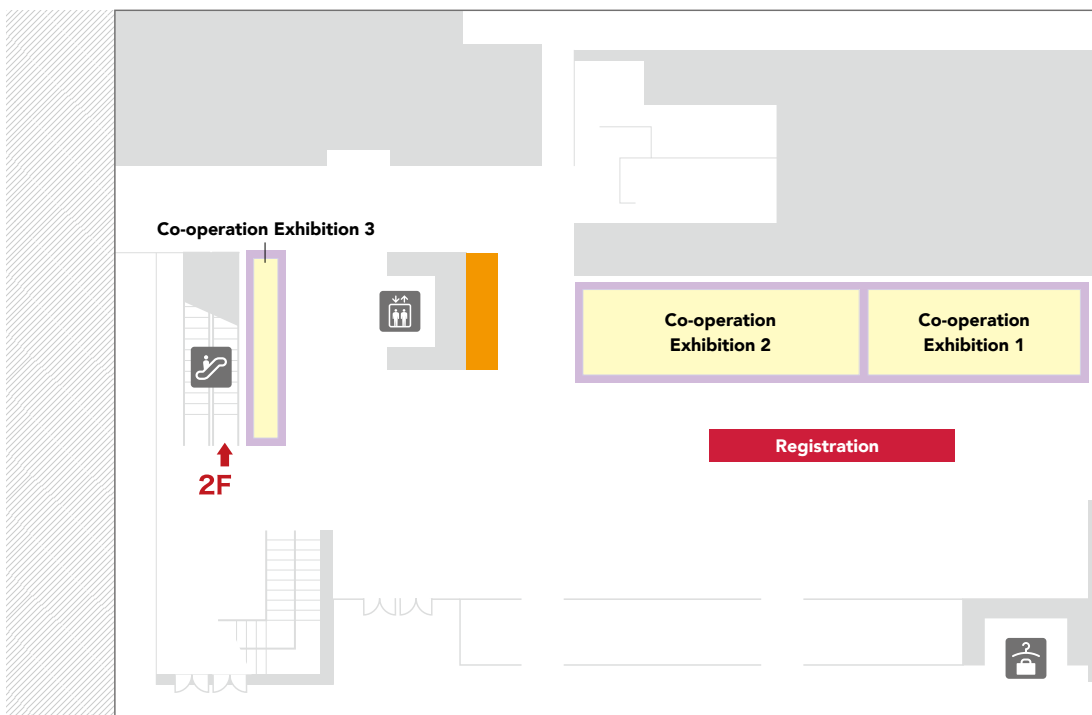 Co-operation Exhibition 3
Co-operation
Exhibition 2
Co-operation
Exhibition 1
Registration
2F